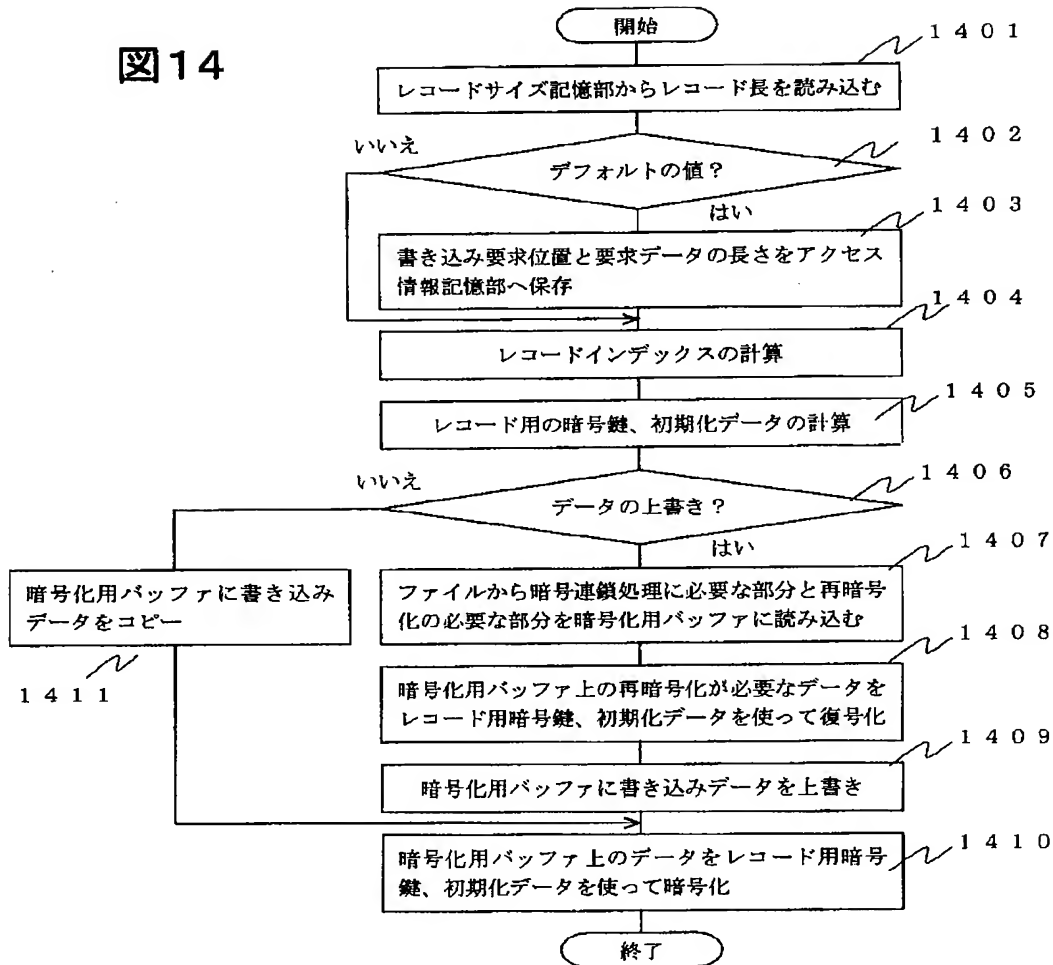 図14
開始
1401
レコードサイズ記憶部からレコード長を読み込む
1402
いいえ
デフォルトの値？
はい
1403
書き込み要求位置と要求データの長さをアクセス
情報記憶部へ保存
1404
レコードインデックスの計算
1405
レコード用の暗号鍵、初期化データの計算
1406
いいえ
データの上書き？
はい
1407
ファイルから暗号連鎖処理に必要な部分と再暗号
化の必要な部分を暗号化用バッファに読み込む
暗号化用バッファに書き込み
データをコピー
1411
1408
暗号化用バッファ上の再暗号化が必要なデータを
レコード用暗号鍵、初期化データを使って復号化
1409
暗号化用バッファに書き込みデータを上書き
1410
暗号化用バッファ上のデータをレコード用暗号
鍵、初期化データを使って暗号化
終了